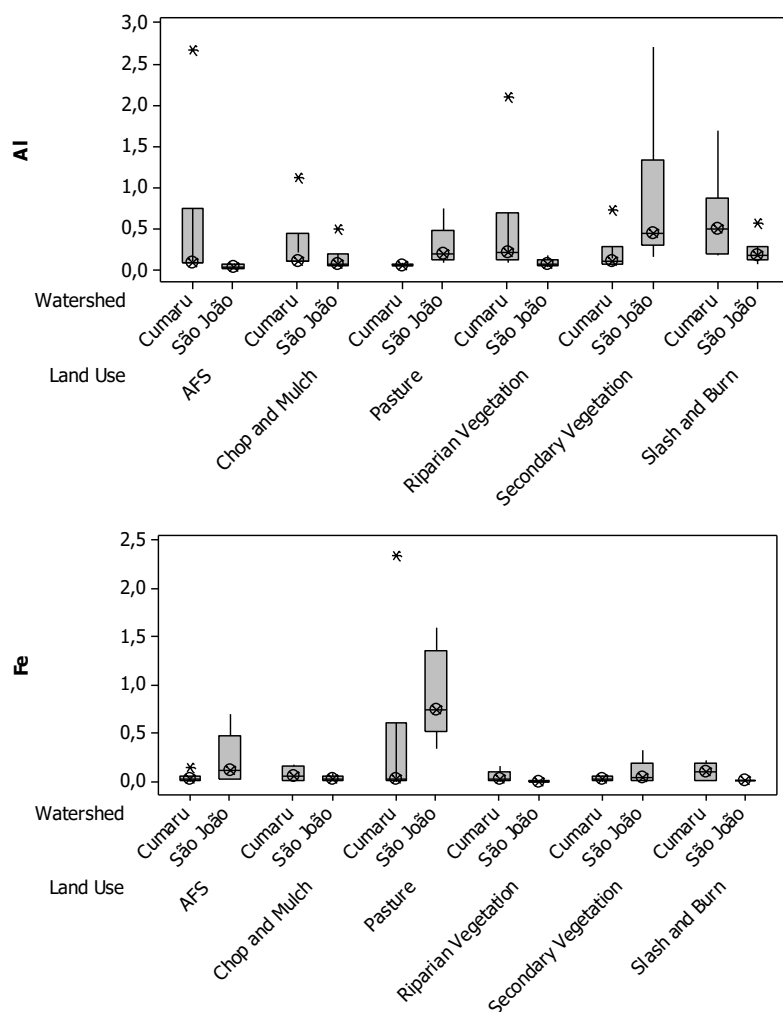 3,0
2,5
2,0
1,5
1,0
0,5
0,0
Al
Watershed
Cumaru São João Cumaru São João Cumaru São João Cumaru São João Cumaru São João Cumaru São João
Land Use
AFS Chop and Mulch Pasture Riparian Vegetation Secondary Vegetation Slash and Burn
2,5
2,0
1,5
1,0
0,5
0,0
Fe
Watershed
Cumaru São João Cumaru São João Cumaru São João Cumaru São João Cumaru São João Cumaru São João
Land Use
AFS Chop and Mulch Pasture Riparian Vegetation Secondary Vegetation Slash and Burn